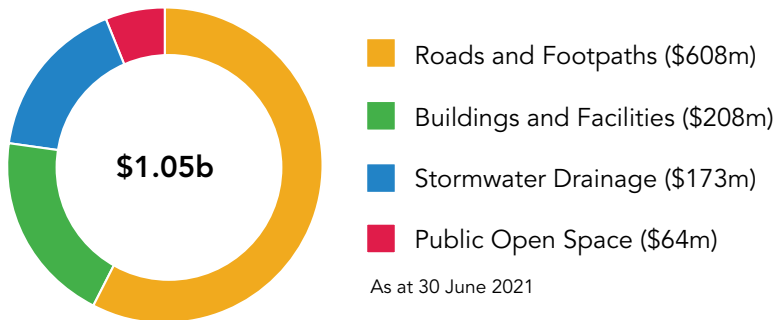 $1.05b
Roads and Footpaths ($608m)
Buildings and Facilities ($208m)
Stormwater Drainage ($173m)
Public Open Space ($64m)
As at 30 June 2021